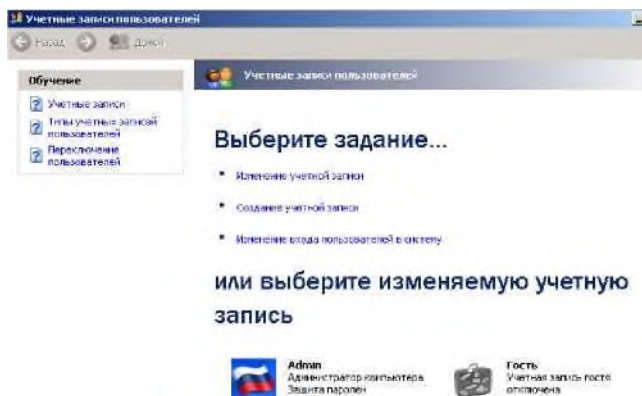 Учетные записи пользователей
Назад
Домой
Обучение
Учетные записи
Типы учетных записей
пользователей
Переключение
пользователей
Учетные записи пользователей
Выберите задание...
Изменение учетной записи
Создание учетной записи
Изменение входа пользователей в систему
или выберите изменяемую учетную
запись
Admin
Администратор компьютера
Защита паролем
Гость
Учетная запись гостя
отключена